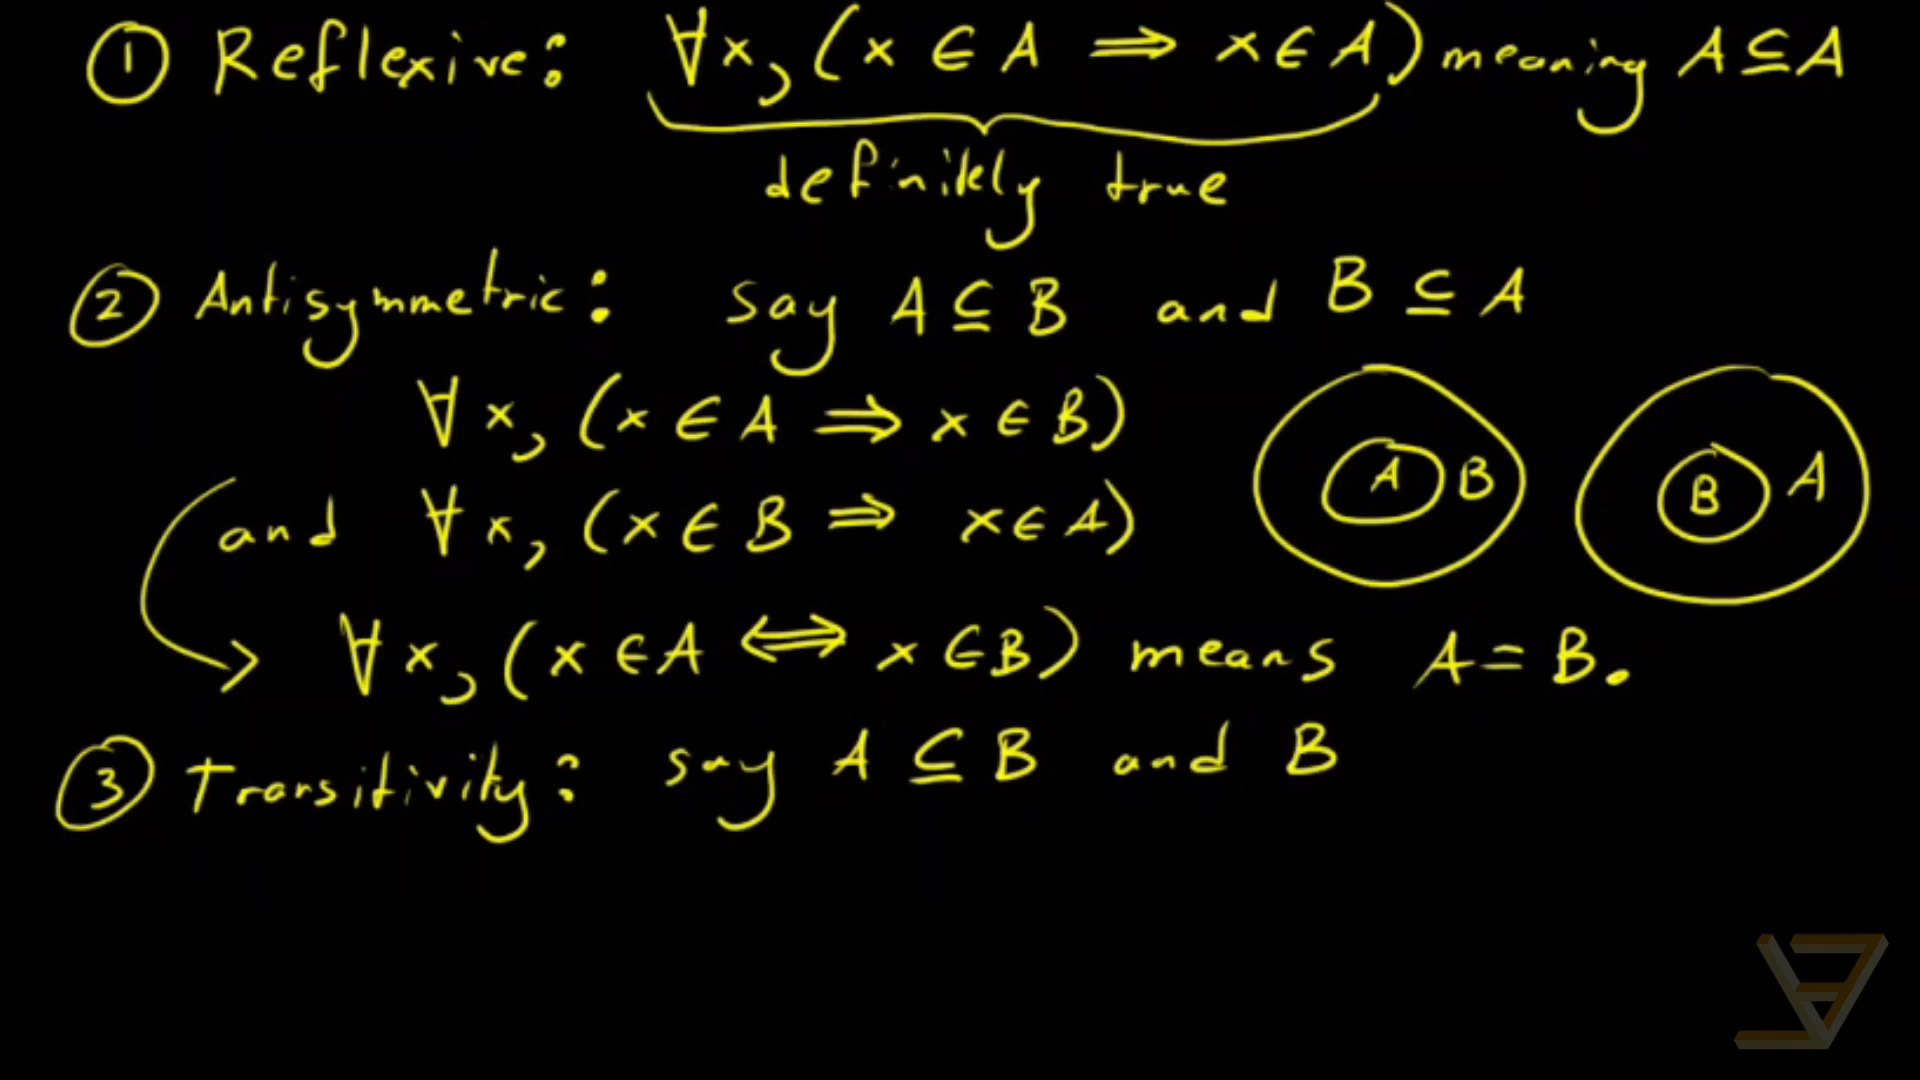 ① Reflexive: ∀x, (x ∈ A ⇒ x ∈ A) meaning A ⊆ A
definitely true
② Antisymmetric: say A ⊆ B and B ⊆ A
∀x, (x ∈ A ⇒ x ∈ B)
A B
B A
and ∀x, (x ∈ B ⇒ x ∈ A)
∀x, (x ∈ A ⇔ x ∈ B) means A = B.
③ Transitivity: say A ⊆ B and B